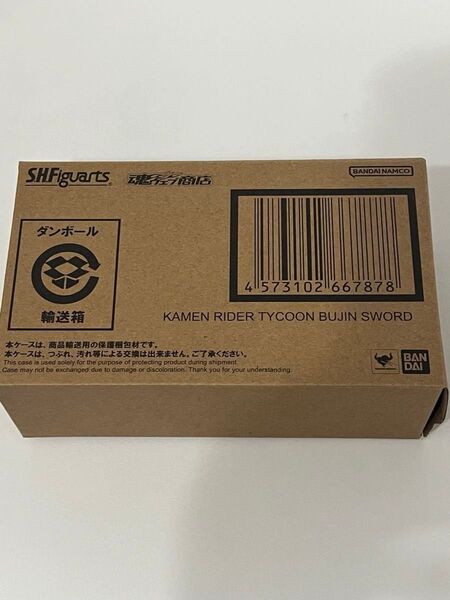 S.H.Figuarts®
魂ウェブ商店
BANDAI NAMCO
ダンボール
輸送箱
4 573102 667878
KAMEN RIDER TYCOON BUJIN SWORD
本ケースは、商品輸送用の保護梱包材です。
本ケースは、つぶれ、汚れ等による交換は出来ません。ご了承ください。
This case is used solely for the purpose of protecting product during shipment.
Case may not be exchanged due to damage or discoloration. Thank you for your understanding.
BAN
DAI